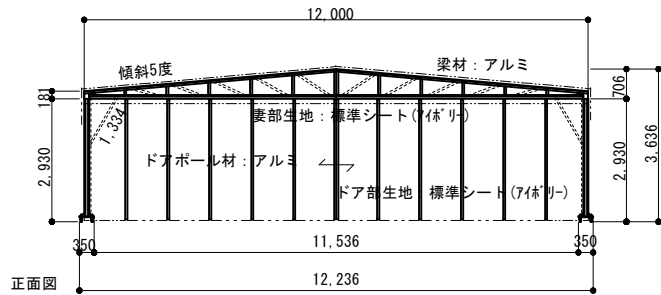 12,000
傾斜5度
梁材：アルミ
181
706
1,334
妻部生地：標準シート(ｱｲﾎﾞﾘｰ)
2,930
ドアポール材：アルミ
2,930
3,636
ドア部生地：標準シート(ｱｲﾎﾞﾘｰ)
350
11,536
350
正面図
12,236